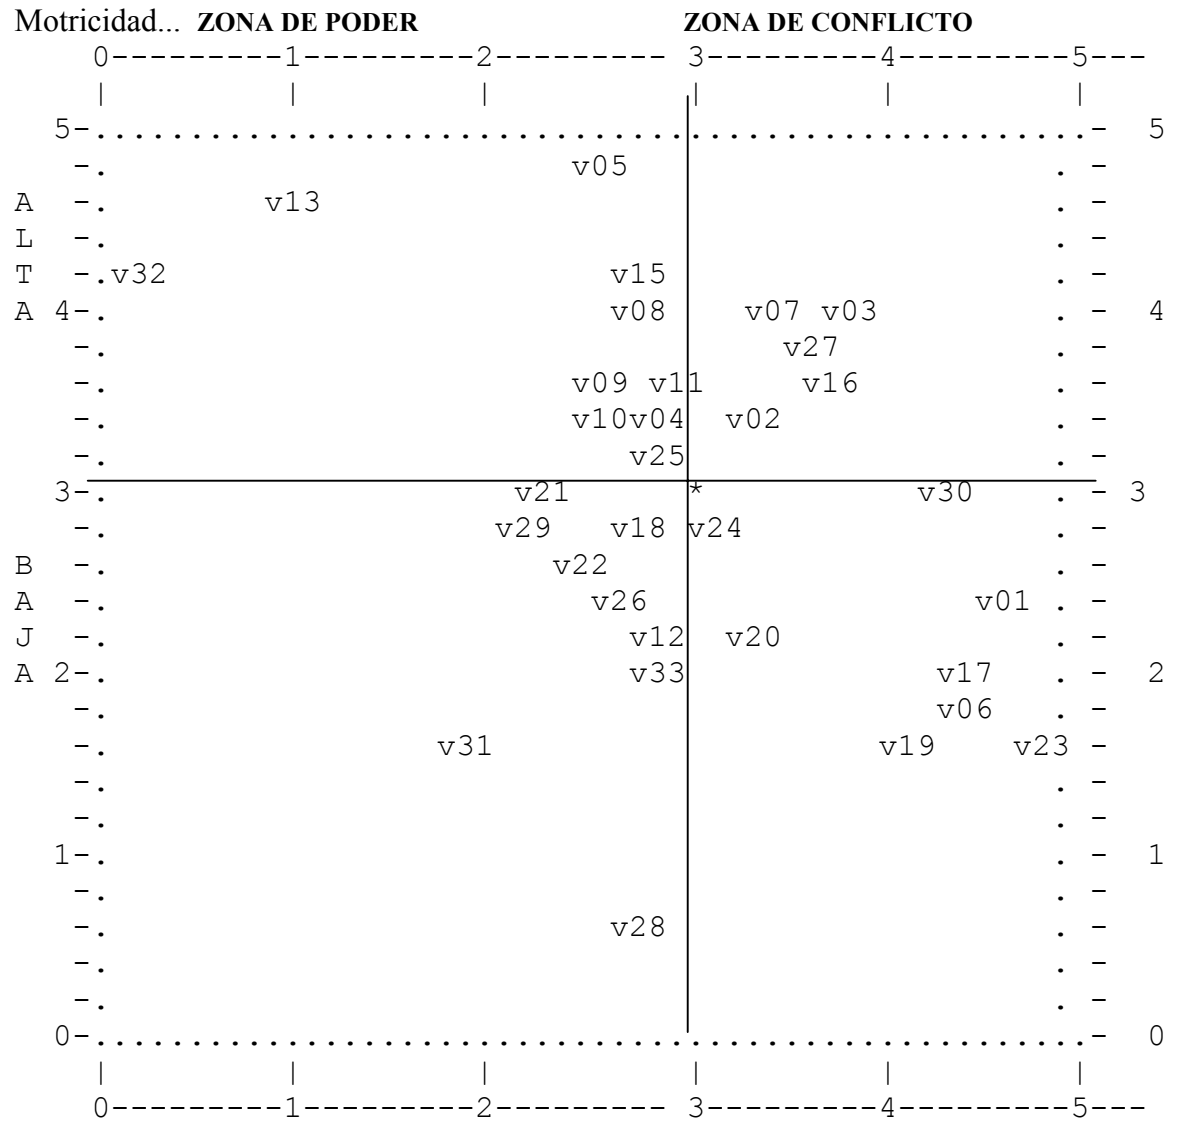 Motricidad... ZONA DE PODER ZONA DE CONFLICTO
0---------1---------2--------- 3---------4---------5---
| | | | | |
5-....................................................- 5
-. v05 . -
A -. v13 . -
L -. . -
T -.v32 v15 . -
A 4-. v08 v07 v03 . - 4
-. v27 . -
-. v09 v11 v16 . -
-. v10v04 v02 . -
-. v25 . -
3-. v21 * v30 . - 3
-. v29 v18 v24 . -
B -. v22 . -
A -. v26 v01 . -
J -. v12 v20 . -
A 2-. v33 v17 . - 2
-. v06 . -
-. v31 v19 v23 -
-. . -
-. . -
1-. . - 1
-. . -
-. v28 . -
-. . -
-. . -
0-....................................................- 0
| | | | | |
0---------1---------2--------- 3---------4---------5---